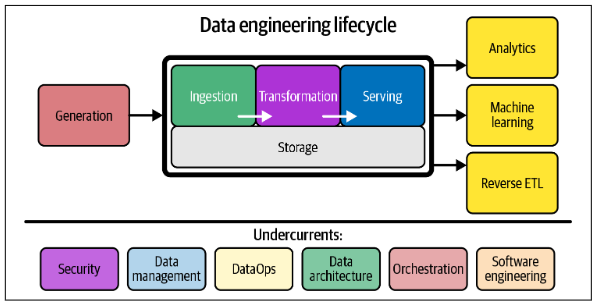 Data engineering lifecycle
Generation
Ingestion
Transformation
Serving
Storage
Analytics
Machine
learning
Reverse ETL
Undercurrents:
Security
Data
management
DataOps
Data
architecture
Orchestration
Software
engineering